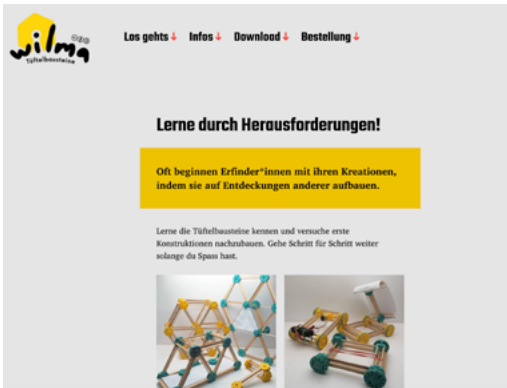 wilma
Tüftelbausteine
Los gehts↓ Infos↓ Download↓ Bestellung↓
Lerne durch Herausforderungen!
Oft beginnen Erfinder*innen mit ihren Kreationen,
indem sie auf Entdeckungen anderer aufbauen.
Lerne die Tüftelbausteine kennen und versuche erste
Konstruktionen nachzubauen. Gehe Schritt für Schritt weiter
solange du Spass hast.